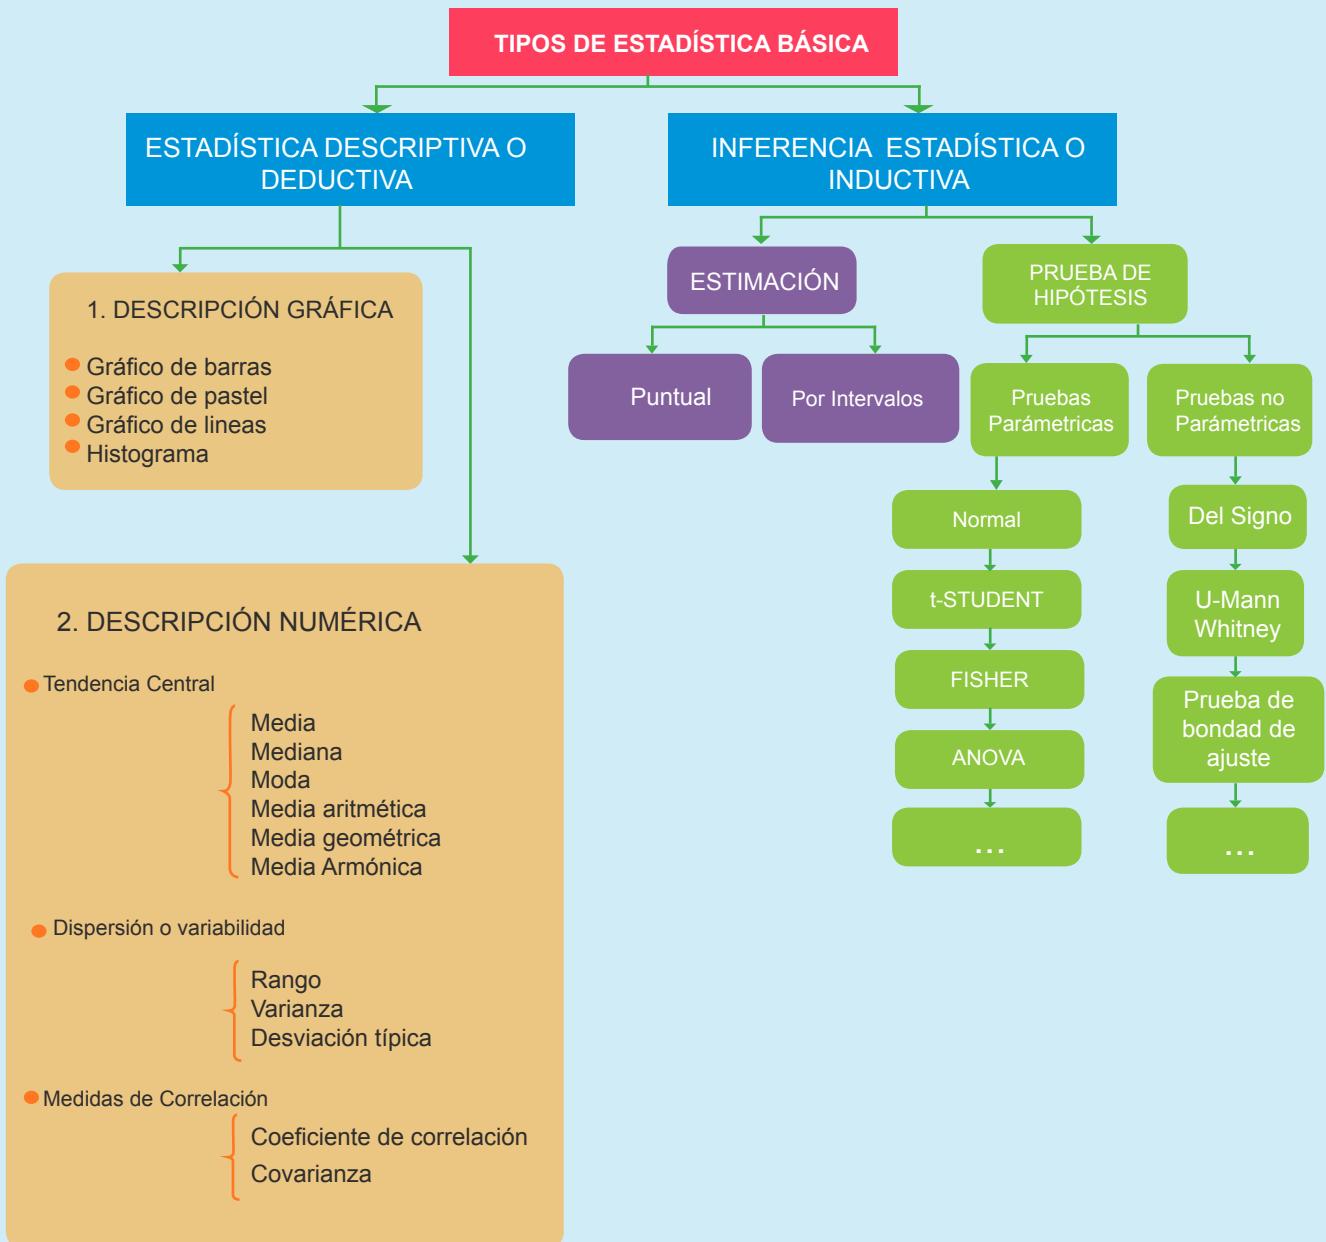 TIPOS DE ESTADÍSTICA BÁSICA
ESTADÍSTICA DESCRIPTIVA O
DEDUCTIVA
1. DESCRIPCIÓN GRÁFICA
Gráfico de barras
Gráfico de pastel
Gráfico de lineas
Histograma
2. DESCRIPCIÓN NUMÉRICA
Tendencia Central
Media
Mediana
Moda
Media aritmética
Media geométrica
Media Armónica
Dispersión o variabilidad
Rango
Varianza
Desviación típica
Medidas de Correlación
Coeficiente de correlación
Covarianza
INFERENCIA ESTADÍSTICA O
INDUCTIVA
ESTIMACIÓN
Puntual
Por Intervalos
PRUEBA DE
HIPÓTESIS
Pruebas
Parámetricas
Normal
t-STUDENT
FISHER
ANOVA
...
Pruebas no
Parámetricas
Del Signo
U-Mann
Whitney
Prueba de
bondad de
ajuste
...